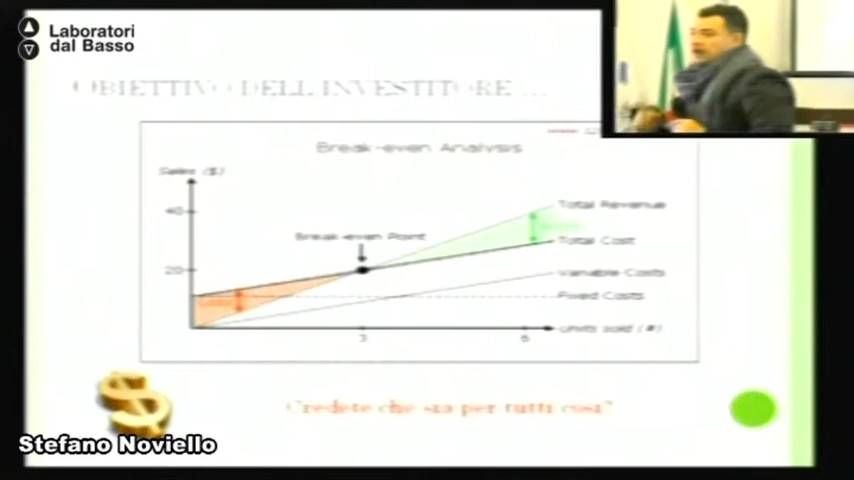 Laboratori
dal Basso
OBIETTIVO DELL INVESTITORE ...
Break-even Analysis
Sales ($)
40
20
Break-even Point
Total Revenue
Total Cost
Variable Costs
Fixed Costs
Units sold (#)
3
6
Credete che sia per tutti cosi?
Stefano Noviello